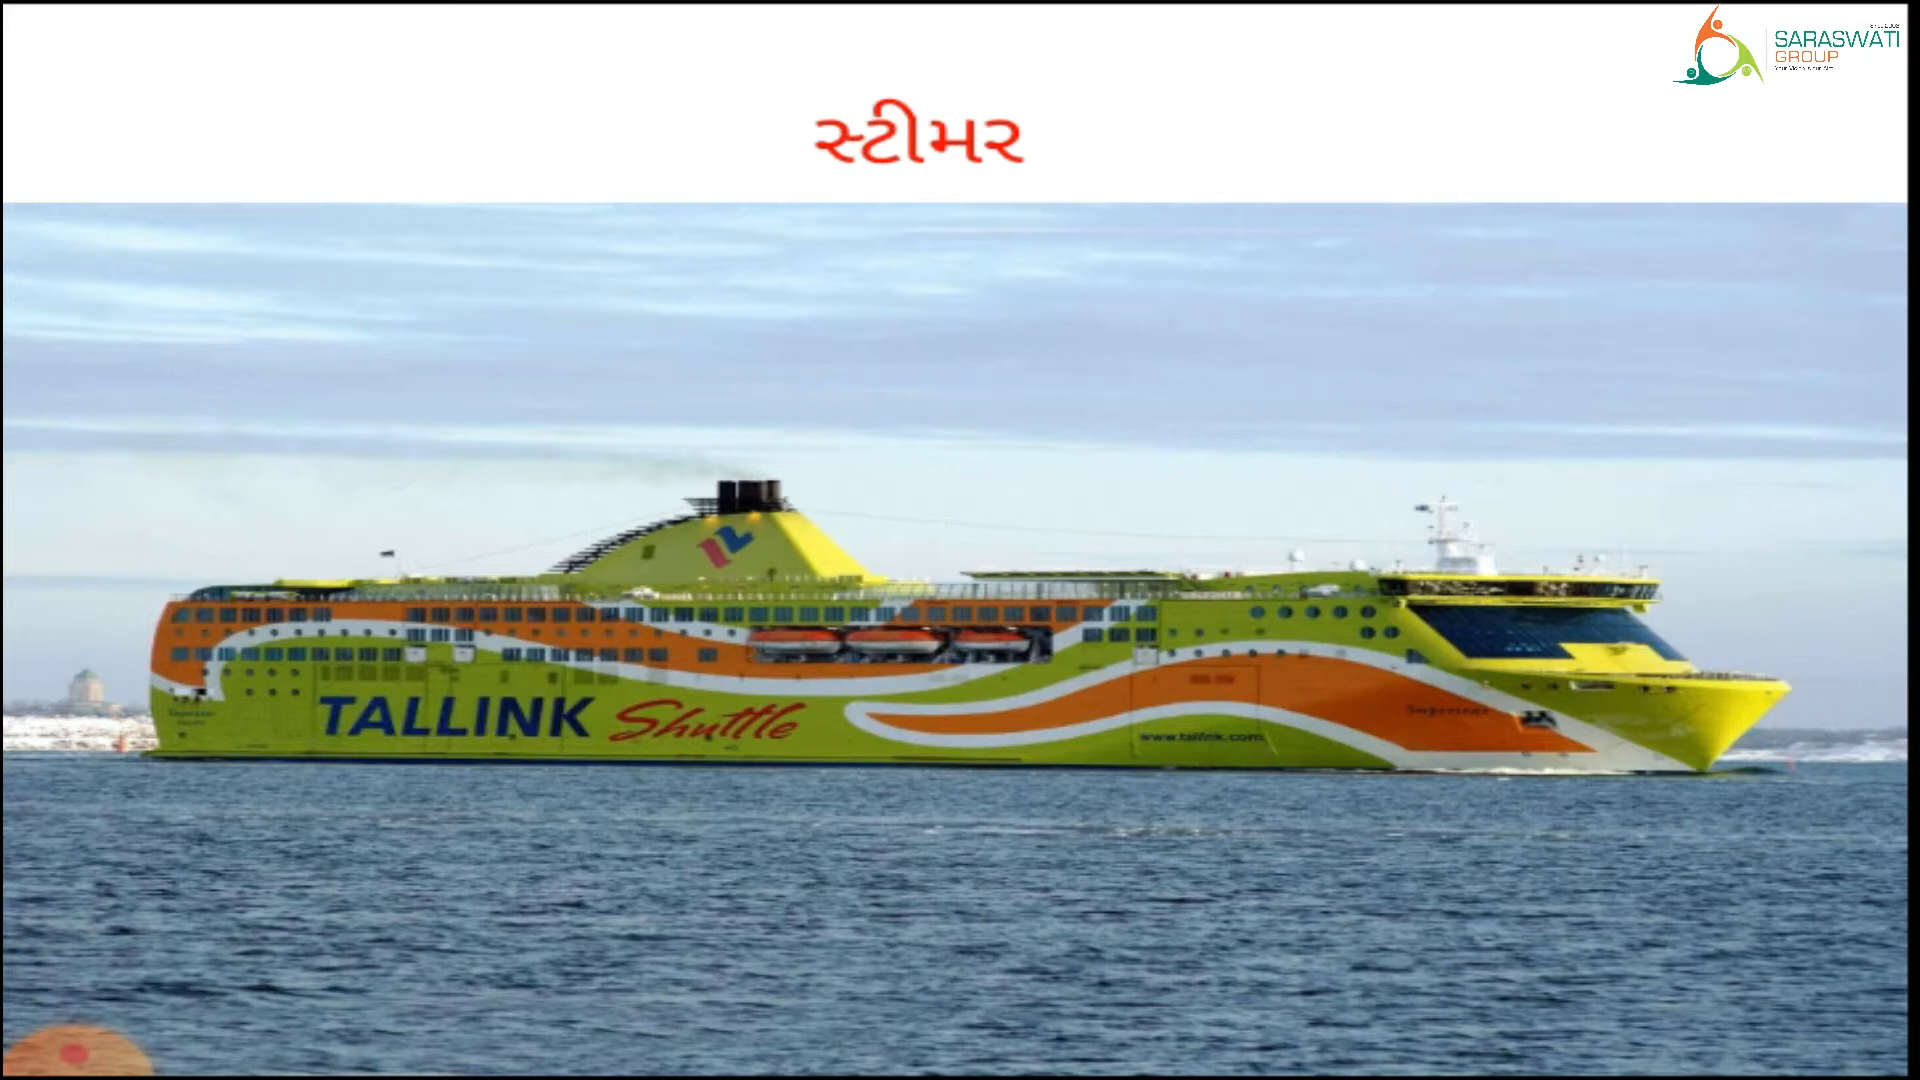 SARASWATI
GROUP
સ્ટીમર
TALLINK Shuttle
www.tallink.com